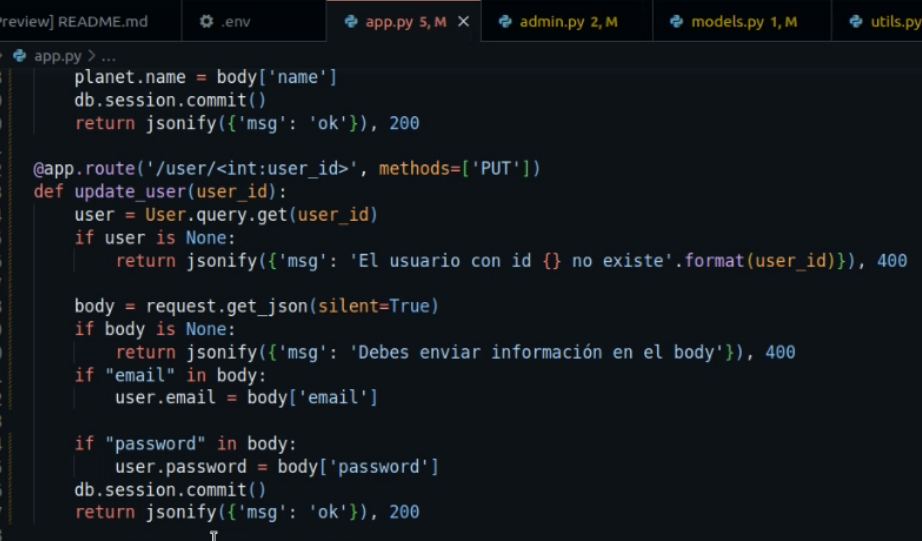 review] README.md .env app.py 5, M admin.py 2, M models.py 1, M utils.py
app.py > ...
planet.name = body['name']
db.session.commit()
return jsonify({'msg': 'ok'}), 200
@app.route('/user/<int:user_id>', methods=['PUT'])
def update_user(user_id):
user = User.query.get(user_id)
if user is None:
return jsonify({'msg': 'El usuario con id {} no existe'.format(user_id)}), 400
body = request.get_json(silent=True)
if body is None:
return jsonify({'msg': 'Debes enviar información en el body'}), 400
if "email" in body:
user.email = body['email']
if "password" in body:
user.password = body['password']
db.session.commit()
return jsonify({'msg': 'ok'}), 200